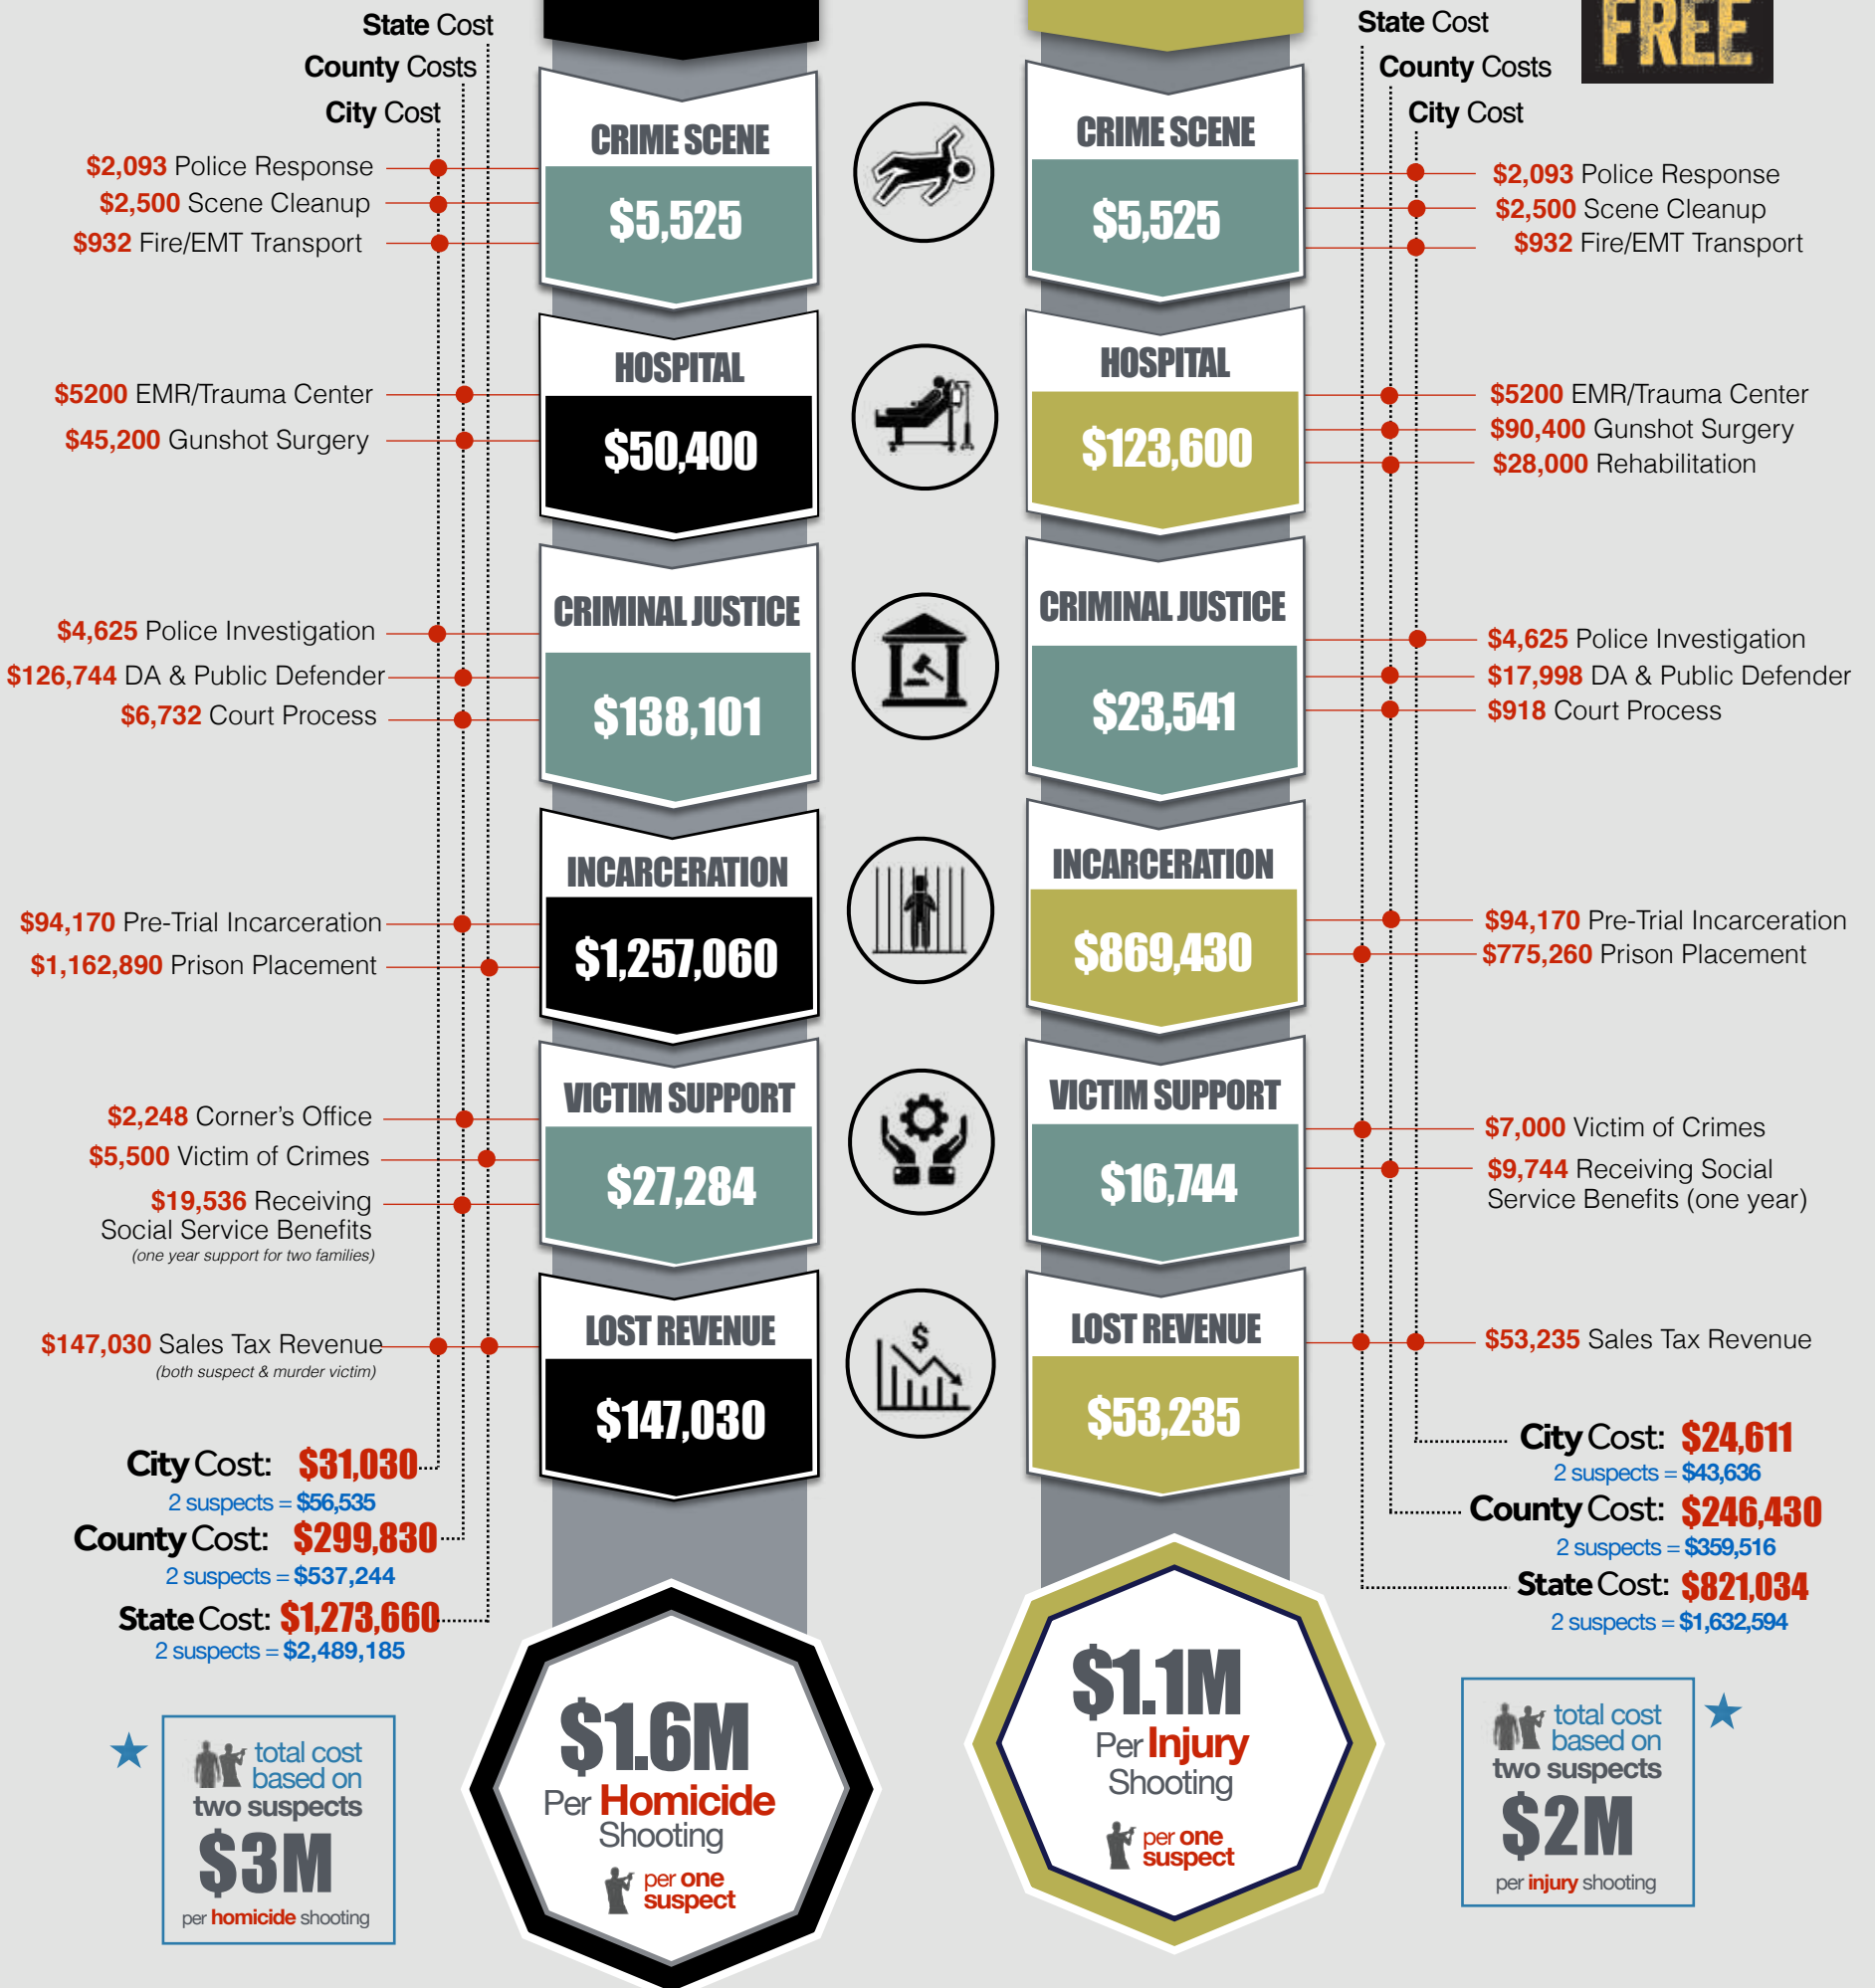 State Cost
County Costs
City Cost
$2,093 Police Response
$2,500 Scene Cleanup
$932 Fire/EMT Transport
CRIME SCENE
$5,525
$5200 EMR/Trauma Center
$45,200 Gunshot Surgery
HOSPITAL
$50,400
$4,625 Police Investigation
$126,744 DA & Public Defender
$6,732 Court Process
CRIMINAL JUSTICE
$138,101
$94,170 Pre-Trial Incarceration
$1,162,890 Prison Placement
INCARCERATION
$1,257,060
$2,248 Corner's Office
$5,500 Victim of Crimes
$19,536 Receiving
Social Service Benefits
(one year support for two families)
VICTIM SUPPORT
$27,284
$147,030 Sales Tax Revenue
(both suspect & murder victim)
LOST REVENUE
$147,030
City Cost: $31,030
2 suspects = $56,535
County Cost: $299,830
2 suspects = $537,244
State Cost: $1,273,660
2 suspects = $2,489,185
total cost
based on
two suspects
$3M
per homicide shooting
$1.6M
Per Homicide
Shooting
per one
suspect
FREE
State Cost
County Costs
City Cost
CRIME SCENE
$5,525
$2,093 Police Response
$2,500 Scene Cleanup
$932 Fire/EMT Transport
HOSPITAL
$123,600
$5200 EMR/Trauma Center
$90,400 Gunshot Surgery
$28,000 Rehabilitation
CRIMINAL JUSTICE
$23,541
$4,625 Police Investigation
$17,998 DA & Public Defender
$918 Court Process
INCARCERATION
$869,430
$94,170 Pre-Trial Incarceration
$775,260 Prison Placement
VICTIM SUPPORT
$16,744
$7,000 Victim of Crimes
$9,744 Receiving Social
Service Benefits (one year)
LOST REVENUE
$53,235
$53,235 Sales Tax Revenue
$
City Cost: $24,611
2 suspects = $43,636
County Cost: $246,430
2 suspects = $359,516
State Cost: $821,034
2 suspects = $1,632,594
$1.1M
Per Injury
Shooting
per one
suspect
total cost
based on
two suspects
$2M
per injury shooting